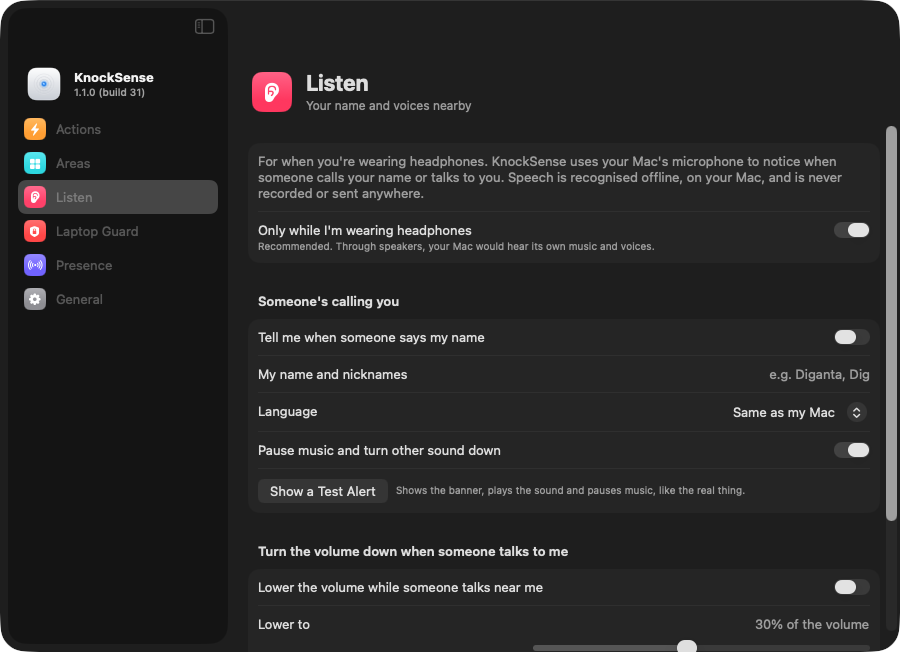 KnockSense
1.1.0 (build 31)
Actions
Areas
Listen
Laptop Guard
Presence
General
Listen
Your name and voices nearby
For when you're wearing headphones. KnockSense uses your Mac's microphone to notice when
someone calls your name or talks to you. Speech is recognised offline, on your Mac, and is never
recorded or sent anywhere.
Only while I'm wearing headphones
Recommended. Through speakers, your Mac would hear its own music and voices.
Someone's calling you
Tell me when someone says my name
My name and nicknames e.g. Diganta, Dig
Language Same as my Mac
Pause music and turn other sound down
Show a Test Alert Shows the banner, plays the sound and pauses music, like the real thing.
Turn the volume down when someone talks to me
Lower the volume while someone talks near me
Lower to 30% of the volume